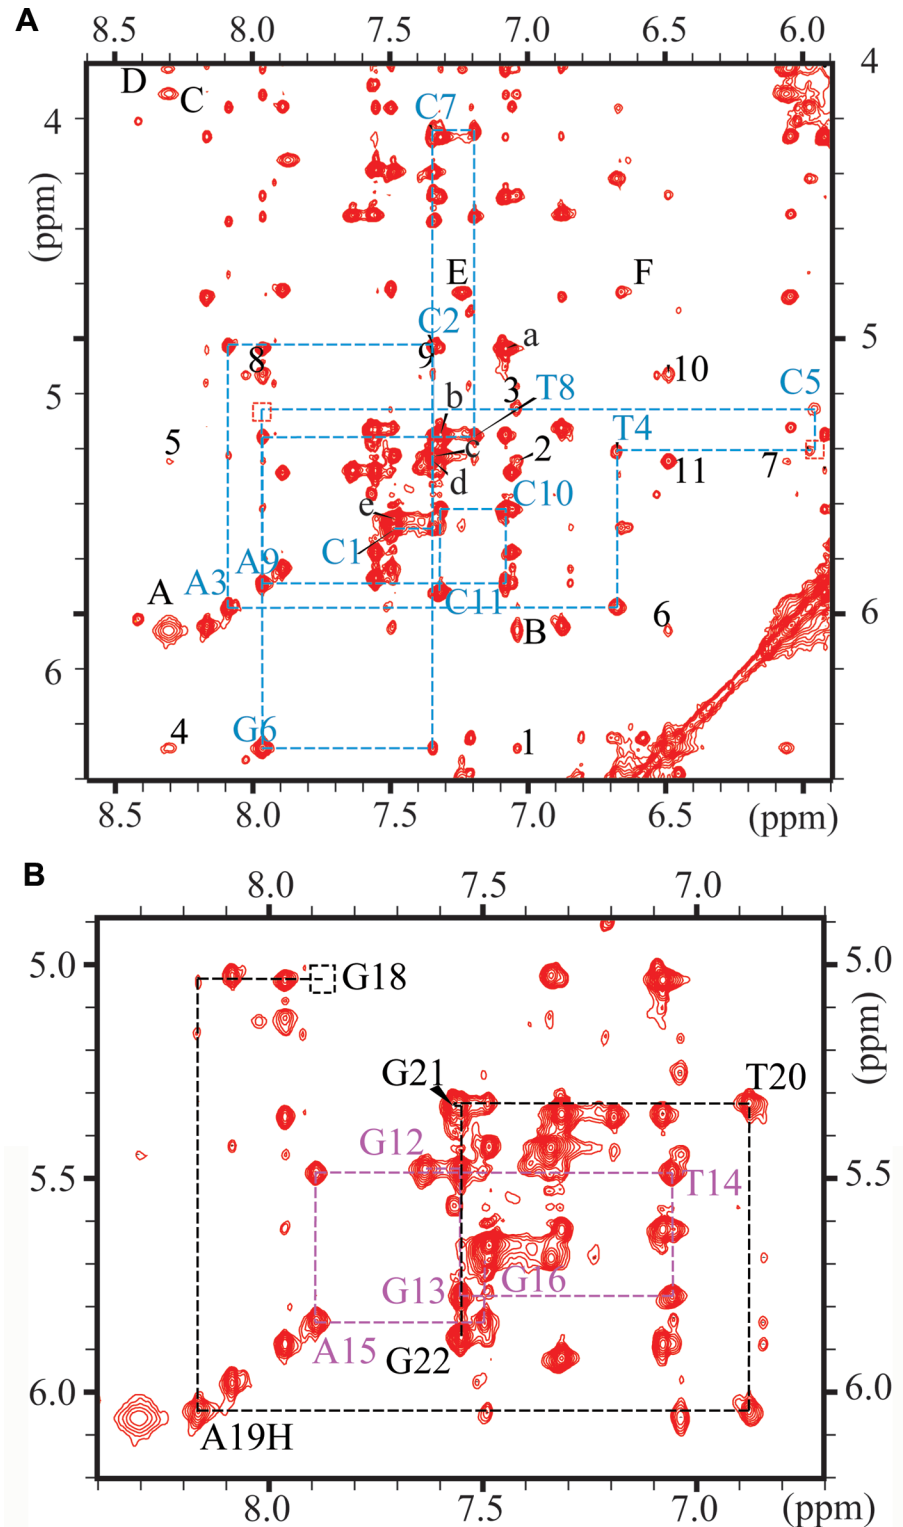 A
8.5 8.0 7.5 7.0 6.5 6.0
4
D
C
C7
4
(ppm)
E
F
C2
5
8
9
a
10
C5
5
3
T8
b
T4
5
2
c
11
7
d
C10
e
C1
A9
A3
A
C11
6
B
6
6
4
G6
1
8.5 8.0 7.5 7.0 6.5 (ppm)
B
8.0 7.5 7.0
5.0
G18
5.0
(ppm)
G21
T20
G12
5.5
T14
5.5
G13
G16
A15
G22
6.0
6.0
A19H
8.0 7.5 7.0 (ppm)